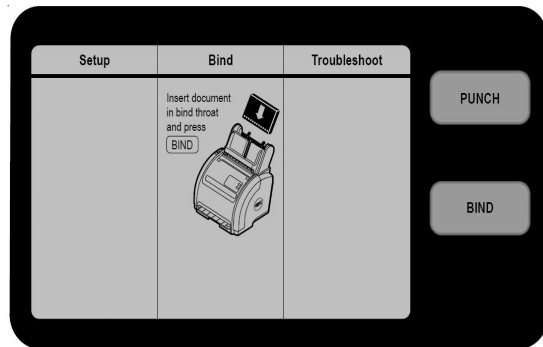 Setup
Bind
Troubleshoot
Insert document
in bind throat
and press
BIND
PUNCH
BIND